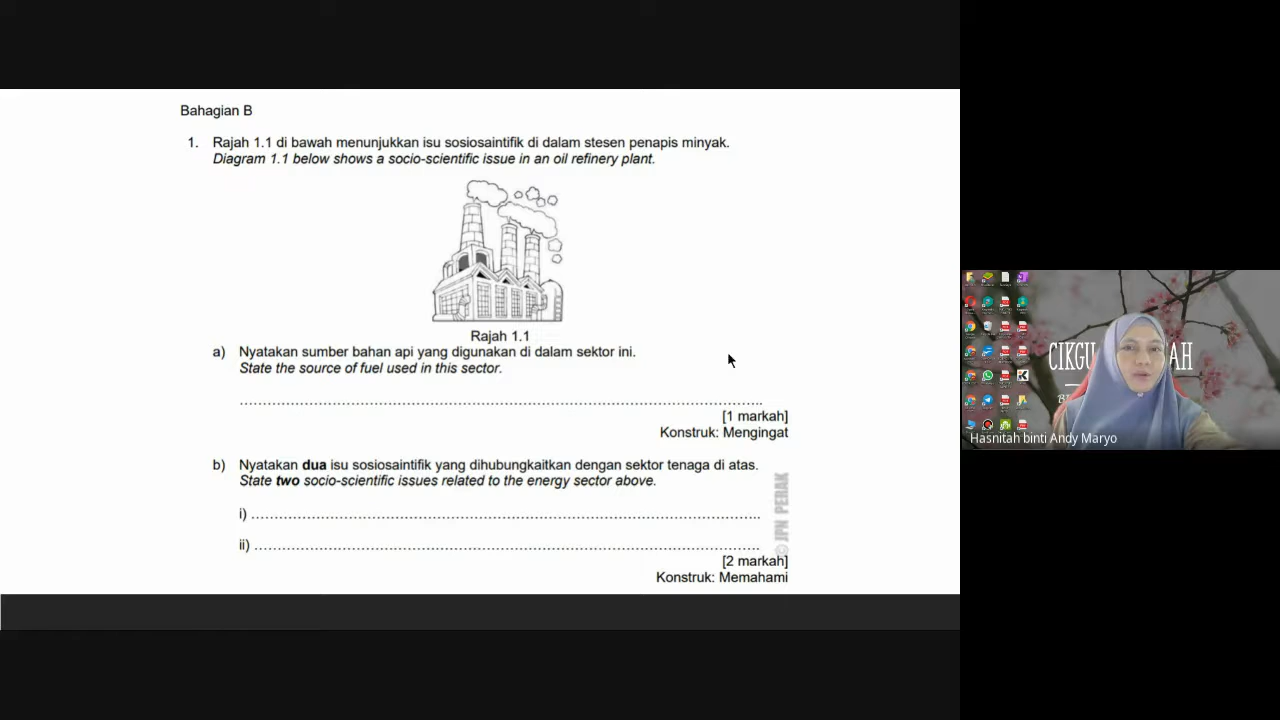 Bahagian B
1. Rajah 1.1 di bawah menunjukkan isu sosiosaintifik di dalam stesen penapis minyak.
Diagram 1.1 below shows a socio-scientific issue in an oil refinery plant.
Rajah 1.1
a) Nyatakan sumber bahan api yang digunakan di dalam sektor ini.
State the source of fuel used in this sector.
........................................................................................................
[1 markah]
Konstruk: Mengingat
b) Nyatakan dua isu sosiosaintifik yang dihubungkaitkan dengan sektor tenaga di atas.
State two socio-scientific issues related to the energy sector above.
i) ........................................................................................................
ii) ........................................................................................................
[2 markah]
Konstruk: Memahami
© JPN PERAK
Hasnitah binti Andy Maryo